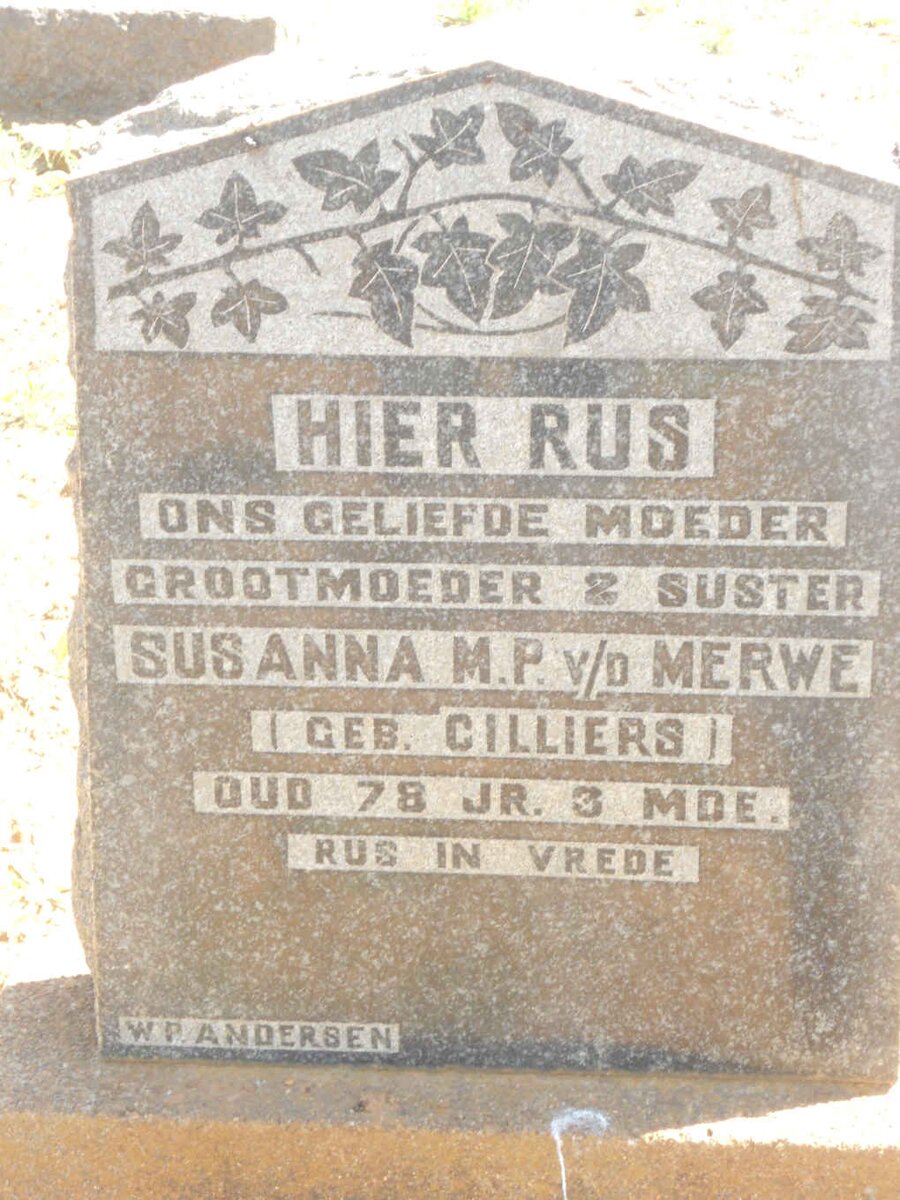 HIER RUS
ONS GELIEFDE MOEDER
GROOTMOEDER & SUSTER
SUSANNA M.P. V/D MERWE
(GEB. CILLIERS)
OUD 78 JR. 3 MDE.
RUS IN VREDE
W.P. ANDERSEN